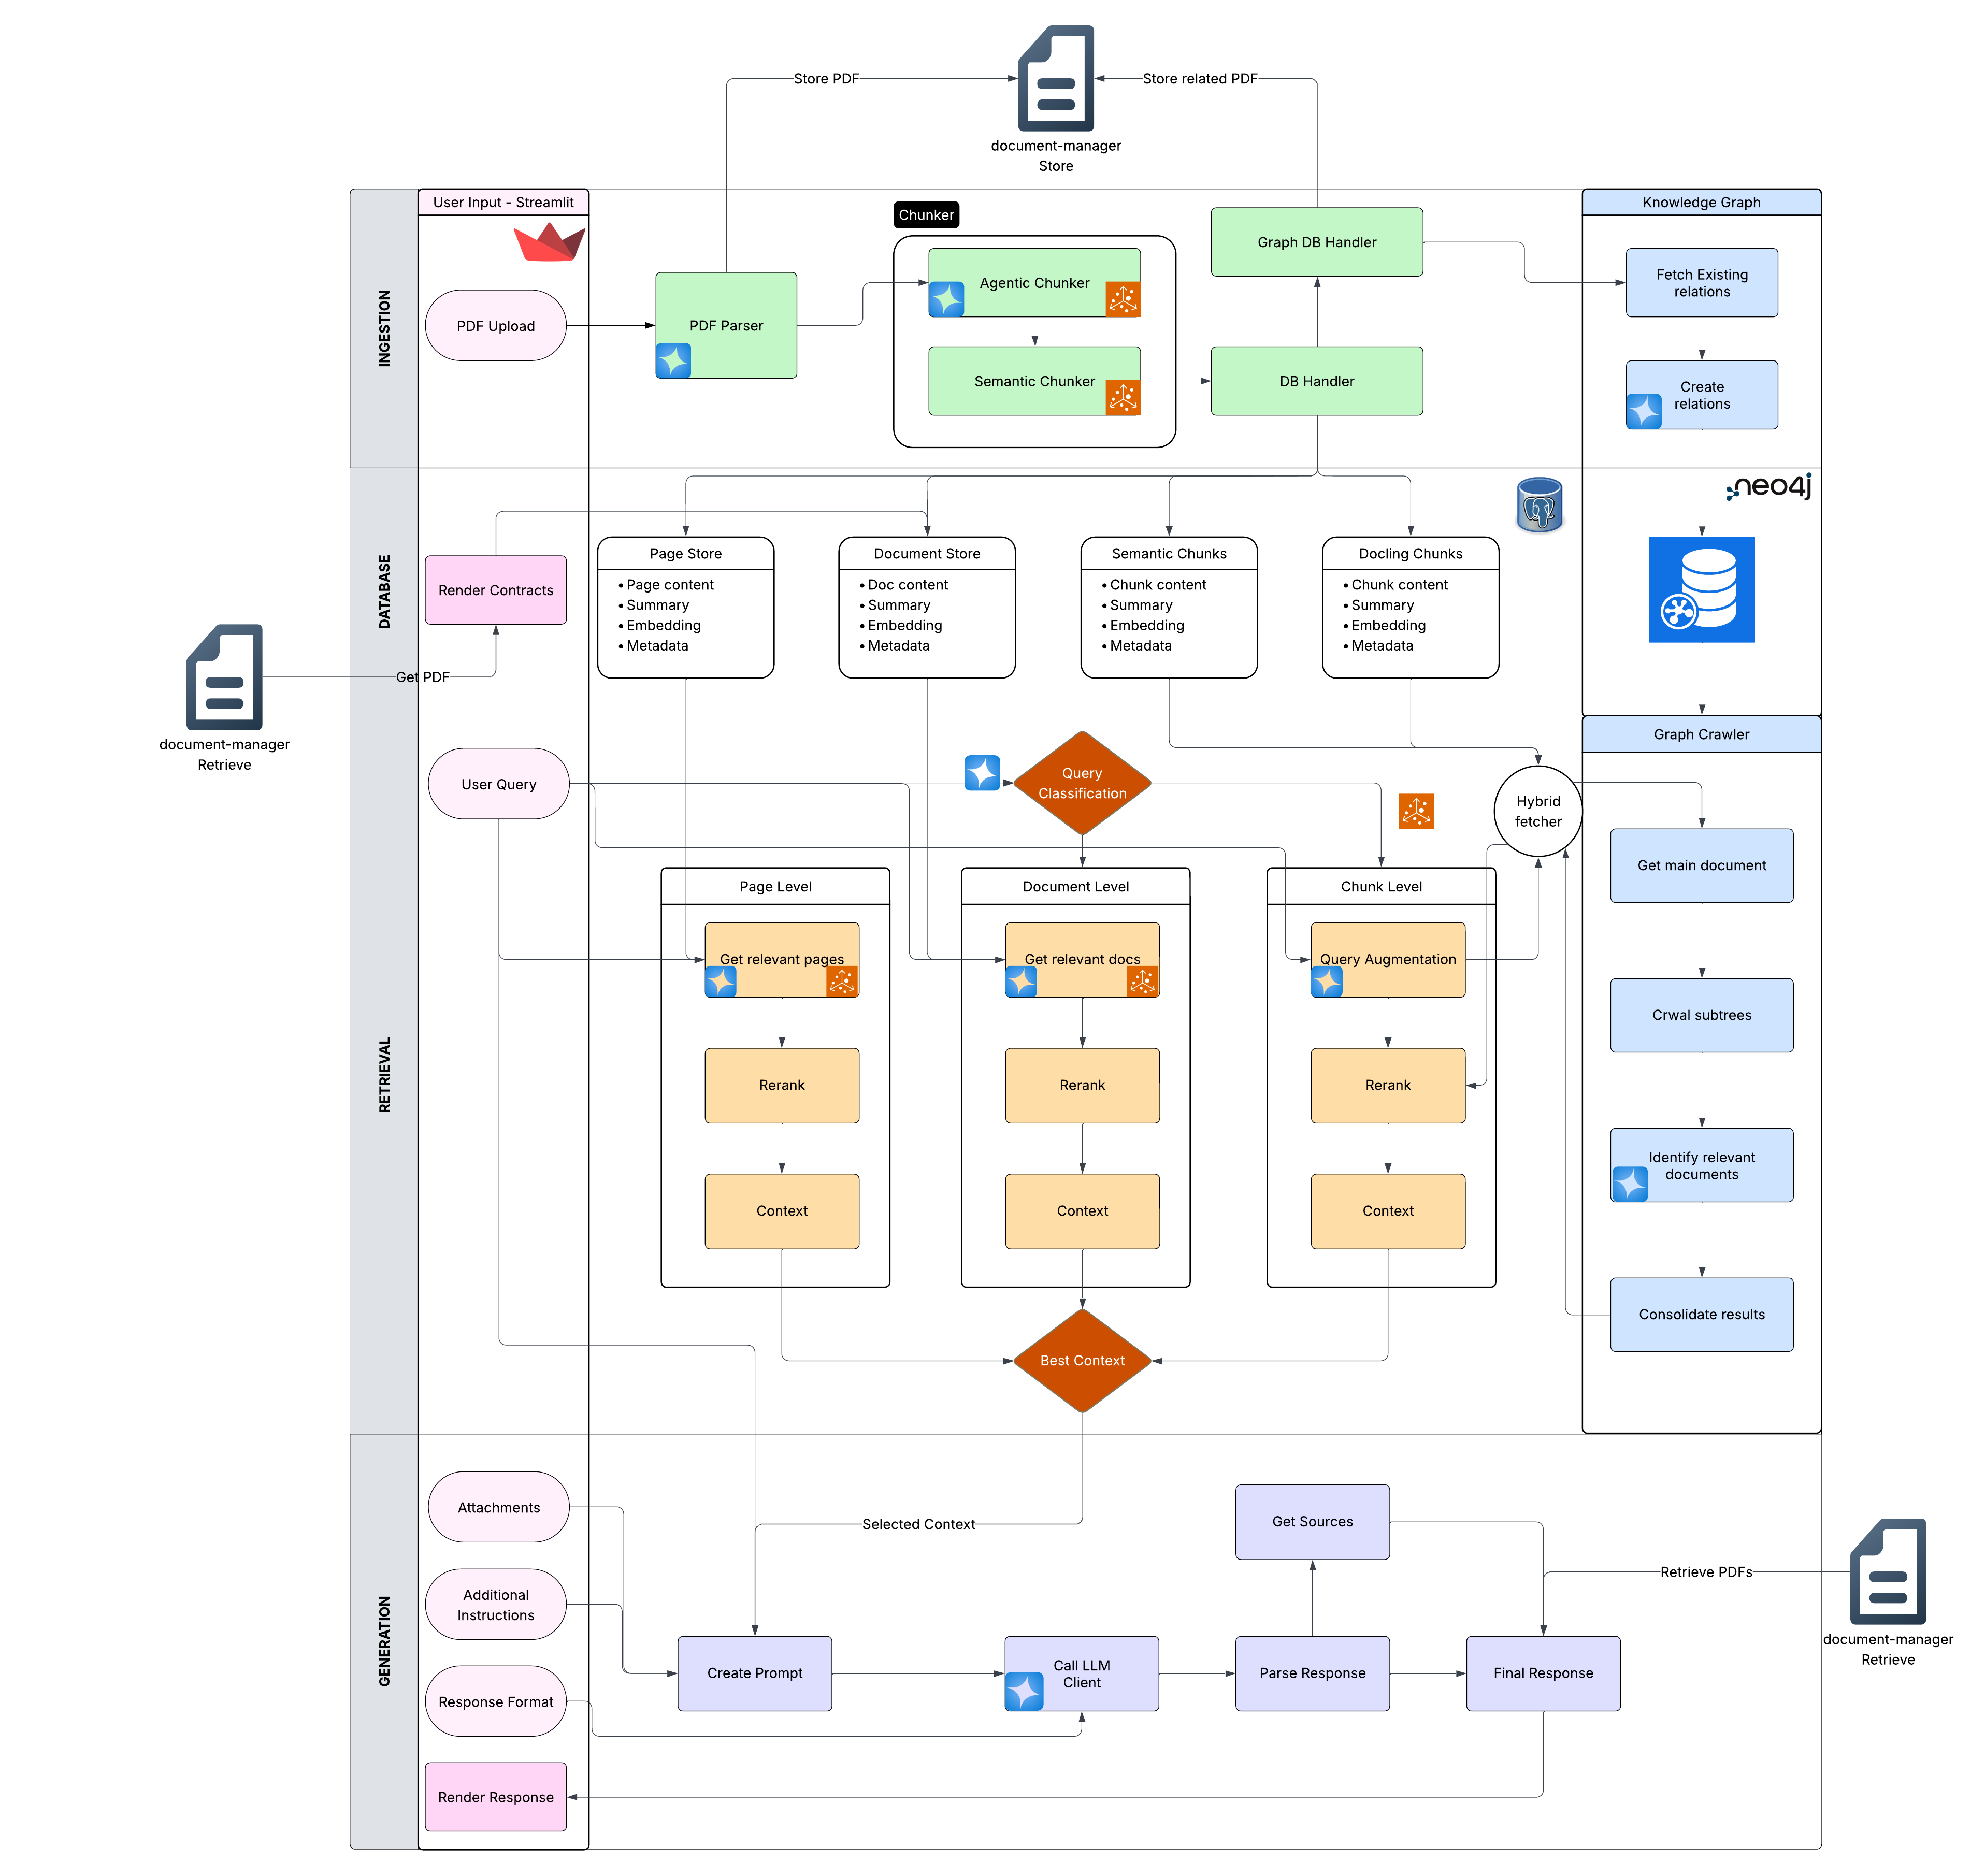 Store PDF
Store related PDF
document-manager
Store
User Input - Streamlit
Knowledge Graph
Chunker
INGESTION
PDF Upload
PDF Parser
Agentic Chunker
Semantic Chunker
Graph DB Handler
DB Handler
Fetch Existing
relations
Create
relations
neo4j
DATABASE
Render Contracts
Get PDF
document-manager
Retrieve
Page Store
• Page content
• Summary
• Embedding
• Metadata
Document Store
• Doc content
• Summary
• Embedding
• Metadata
Semantic Chunks
• Chunk content
• Summary
• Embedding
• Metadata
Docling Chunks
• Chunk content
• Summary
• Embedding
• Metadata
RETRIEVAL
User Query
Query
Classification
Hybrid
fetcher
Graph Crawler
Page Level
Get relevant pages
Rerank
Context
Document Level
Get relevant docs
Rerank
Context
Chunk Level
Query Augmentation
Rerank
Context
Get main document
Crwal subtrees
Identify relevant
documents
Consolidate results
Best Context
GENERATION
Attachments
Additional
Instructions
Response Format
Render Response
Selected Context
Create Prompt
Call LLM
Client
Get Sources
Parse Response
Final Response
Retrieve PDFs
document-manager
Retrieve